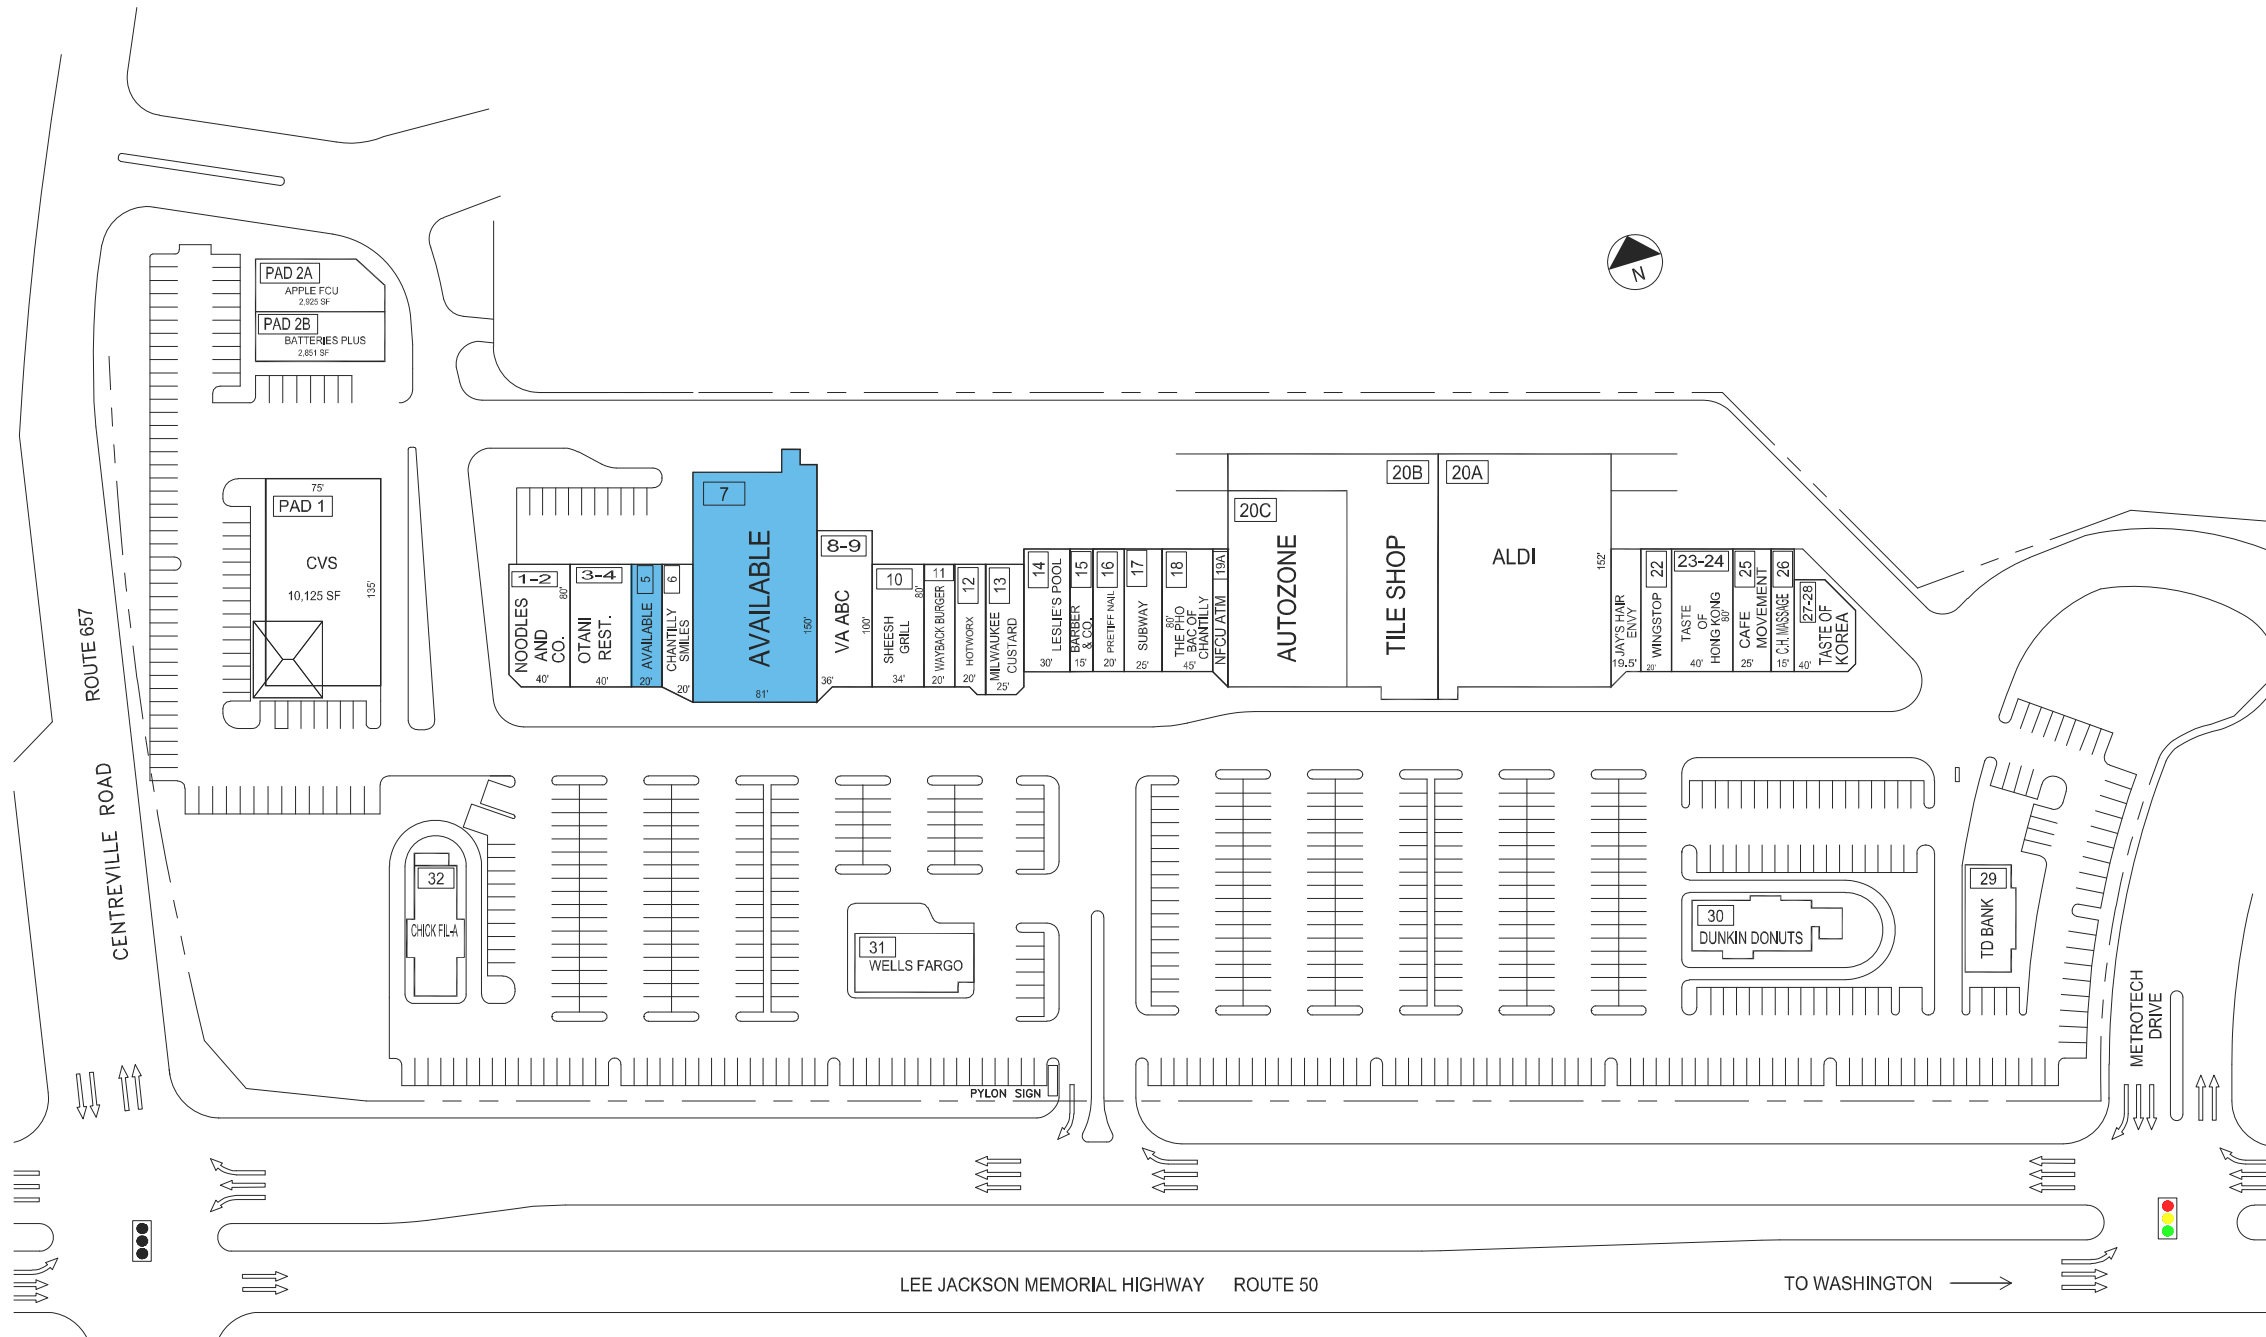 N
PAD 2A
APPLE FCU
2,925 SF
PAD 2B
BATTERIES PLUS
2,851 SF
75'
PAD 1
CVS
10,125 SF
135'
ROUTE 657
CENTREVILLE ROAD
1-2
80'
NOODLES
AND
CO.
40'
3-4
OTANI
REST.
40'
5
AVAILABLE
20'
6
CHANTILLY
SMILES
20'
7
AVAILABLE
150'
81'
8-9
VA ABC
100'
36'
10
80'
SHEESH
GRILL
34'
11
WAYBACK BURGER
20'
12
HOTWORX
20'
13
MILWAUKEE
CUSTARD
25'
14
LESLIE'S POOL
30'
15
BARBER
& CO.
15'
16
PRETIFF NAIL
20'
17
SUBWAY
25'
18
80'
THE PHO
BAC OF
CHANTILLY
45'
19A
NFCU ATM
20C
AUTOZONE
20B
TILE SHOP
20A
ALDI
152'
JAY'S HAIR
ENVY
19.5'
22
WINGSTOP
20'
23-24
TASTE
OF
HONG KONG
80'
40'
25
CAFE
MOVEMENT
25'
26
C.H. MASSAGE
15'
27-28
TASTE OF
KOREA
40'
32
CHICK FIL-A
31
WELLS FARGO
30
DUNKIN DONUTS
29
TD BANK
METROTECH
DRIVE
PYLON SIGN
LEE JACKSON MEMORIAL HIGHWAY ROUTE 50
TO WASHINGTON